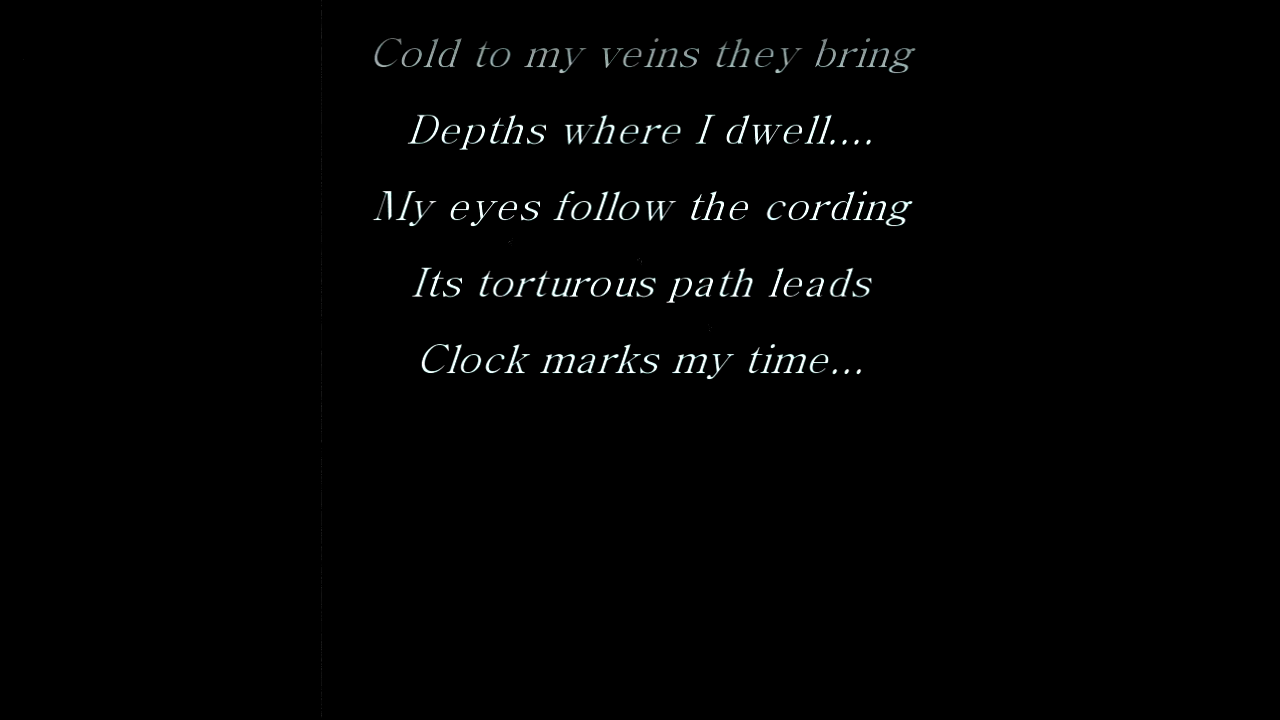 Cold to my veins they bring
Depths where I dwell....
My eyes follow the cording
Its torturous path leads
Clock marks my time...